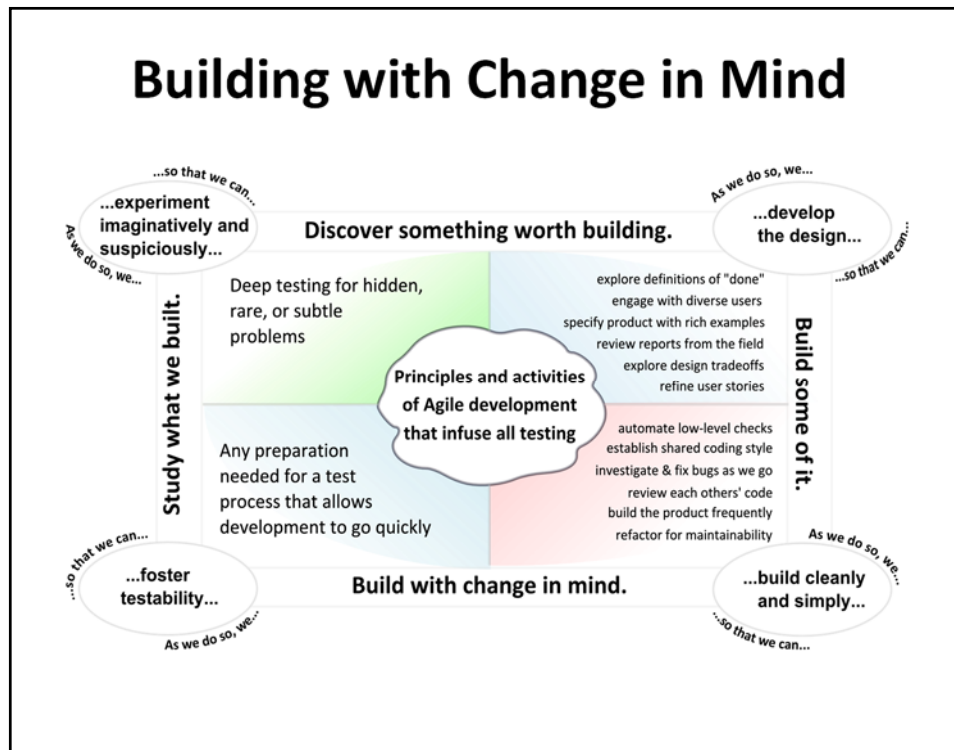 Building with Change in Mind
...so that we can...
...experiment
imaginatively and
suspiciously...
As we do so, we...
Discover something worth building.
As we do so, we...
...develop
the design...
...so that we can...
Study what we built.
Deep testing for hidden,
rare, or subtle
problems
explore definitions of "done"
engage with diverse users
specify product with rich examples
review reports from the field
explore design tradeoffs
refine user stories
Build some of it.
Principles and activities
of Agile development
that infuse all testing
Any preparation
needed for a test
process that allows
development to go quickly
automate low-level checks
establish shared coding style
investigate & fix bugs as we go
review each others' code
build the product frequently
refactor for maintainability
...so that we can...
...foster
testability...
As we do so, we...
Build with change in mind.
As we do so, we...
...build cleanly
and simply...
...so that we can...